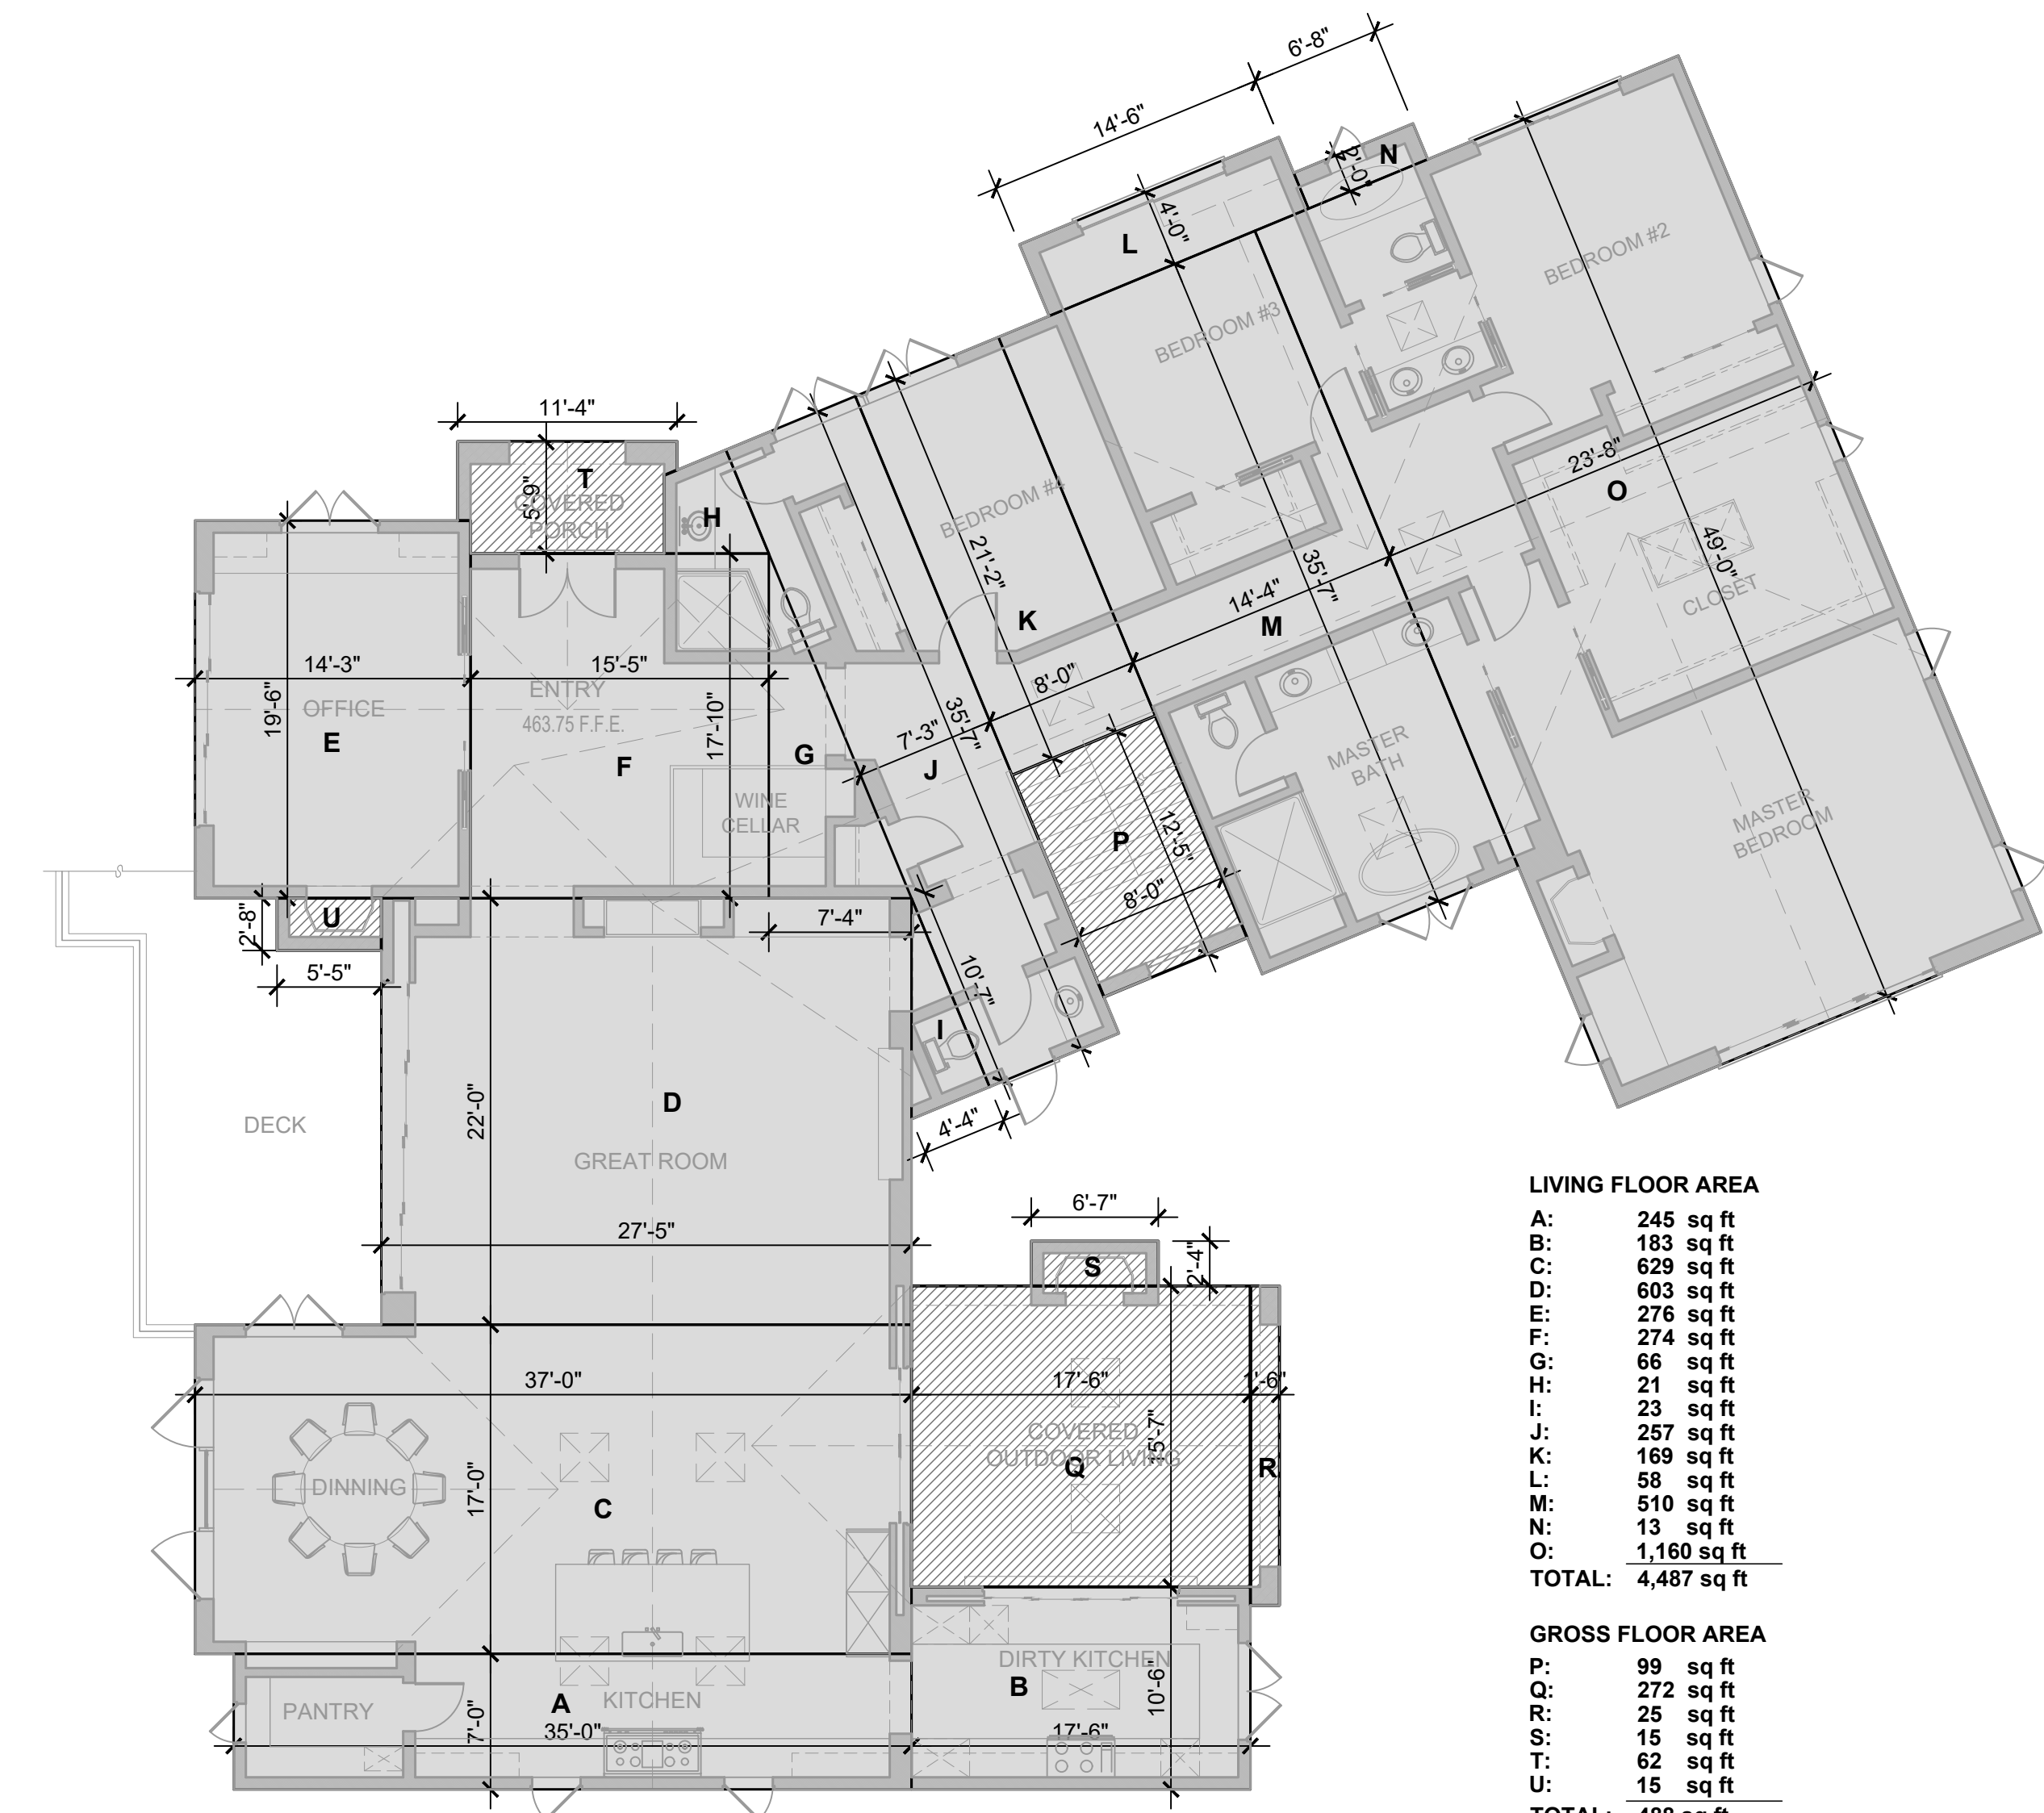 6'-8"
14'-6"
2'-0"
N
4'-0"
L
BEDROOM #2
BEDROOM #3
11'-4"
T
5'-9"
COVERED
PORCH
H
BEDROOM #4
21'-2"
K
35'-7"
14'-4"
M
23'-8"
O
49'-0"
CLOSET
14'-3"
15'-5"
19'-6"
OFFICE
E
ENTRY
463.75 F.F.E.
17'-10"
F
G
WINE
CELLAR
8'-0"
7'-3"
35'-7"
J
MASTER
BATH
MASTER
BEDROOM
P
12'-5"
8'-0"
U
2'-8"
5'-5"
7'-4"
10'-7"
I
4'-4"
D
22'-0"
DECK
GREAT ROOM
27'-5"
6'-7"
2'-4"
S
37'-0"
17'-6"
1'-6"
COVERED
OUTDOOR LIVING
15'-7"
Q
R
DINNING
17'-0"
C
DIRTY KITCHEN
B
10'-6"
PANTRY
A
KITCHEN
7'-0"
35'-0"
17'-6"
LIVING FLOOR AREA
A: 245 sq ft
B: 183 sq ft
C: 629 sq ft
D: 603 sq ft
E: 276 sq ft
F: 274 sq ft
G: 66 sq ft
H: 21 sq ft
I: 23 sq ft
J: 257 sq ft
K: 169 sq ft
L: 58 sq ft
M: 510 sq ft
N: 13 sq ft
O: 1,160 sq ft
TOTAL: 4,487 sq ft
GROSS FLOOR AREA
P: 99 sq ft
Q: 272 sq ft
R: 25 sq ft
S: 15 sq ft
T: 62 sq ft
U: 15 sq ft
TOTAL: 488 sq ft